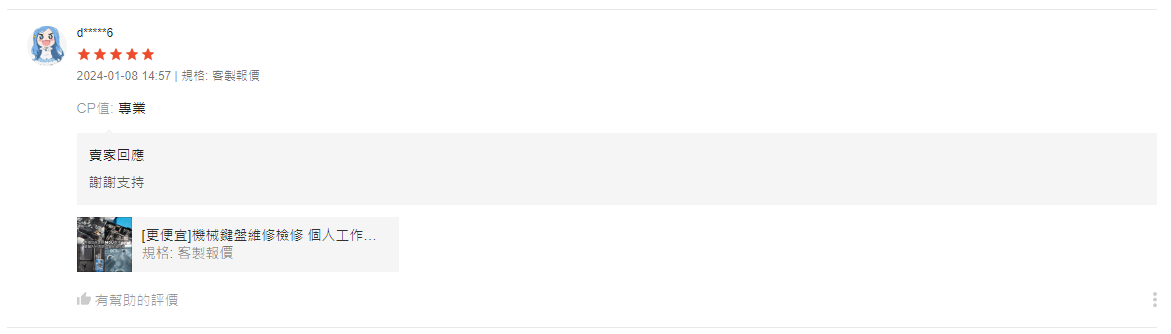 d*****6
2024-01-08 14:57 | 規格: 客製報價
CP值: 專業
賣家回應
謝謝支持
[更便宜]機械鍵盤維修檢修 個人工作…
規格: 客製報價
有幫助的評價